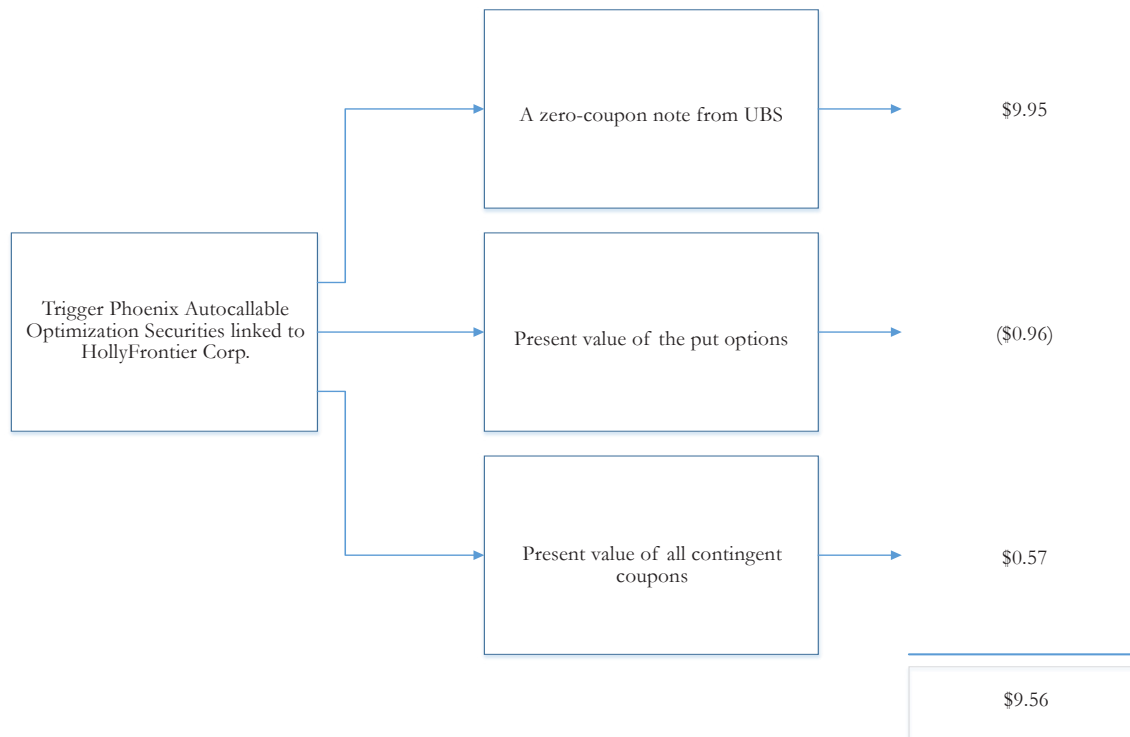 A zero-coupon note from UBS
$9.95
Trigger Phoenix Autocallable
Optimization Securities linked to
HollyFrontier Corp.
Present value of the put options
($0.96)
Present value of all contingent
coupons
$0.57
$9.56